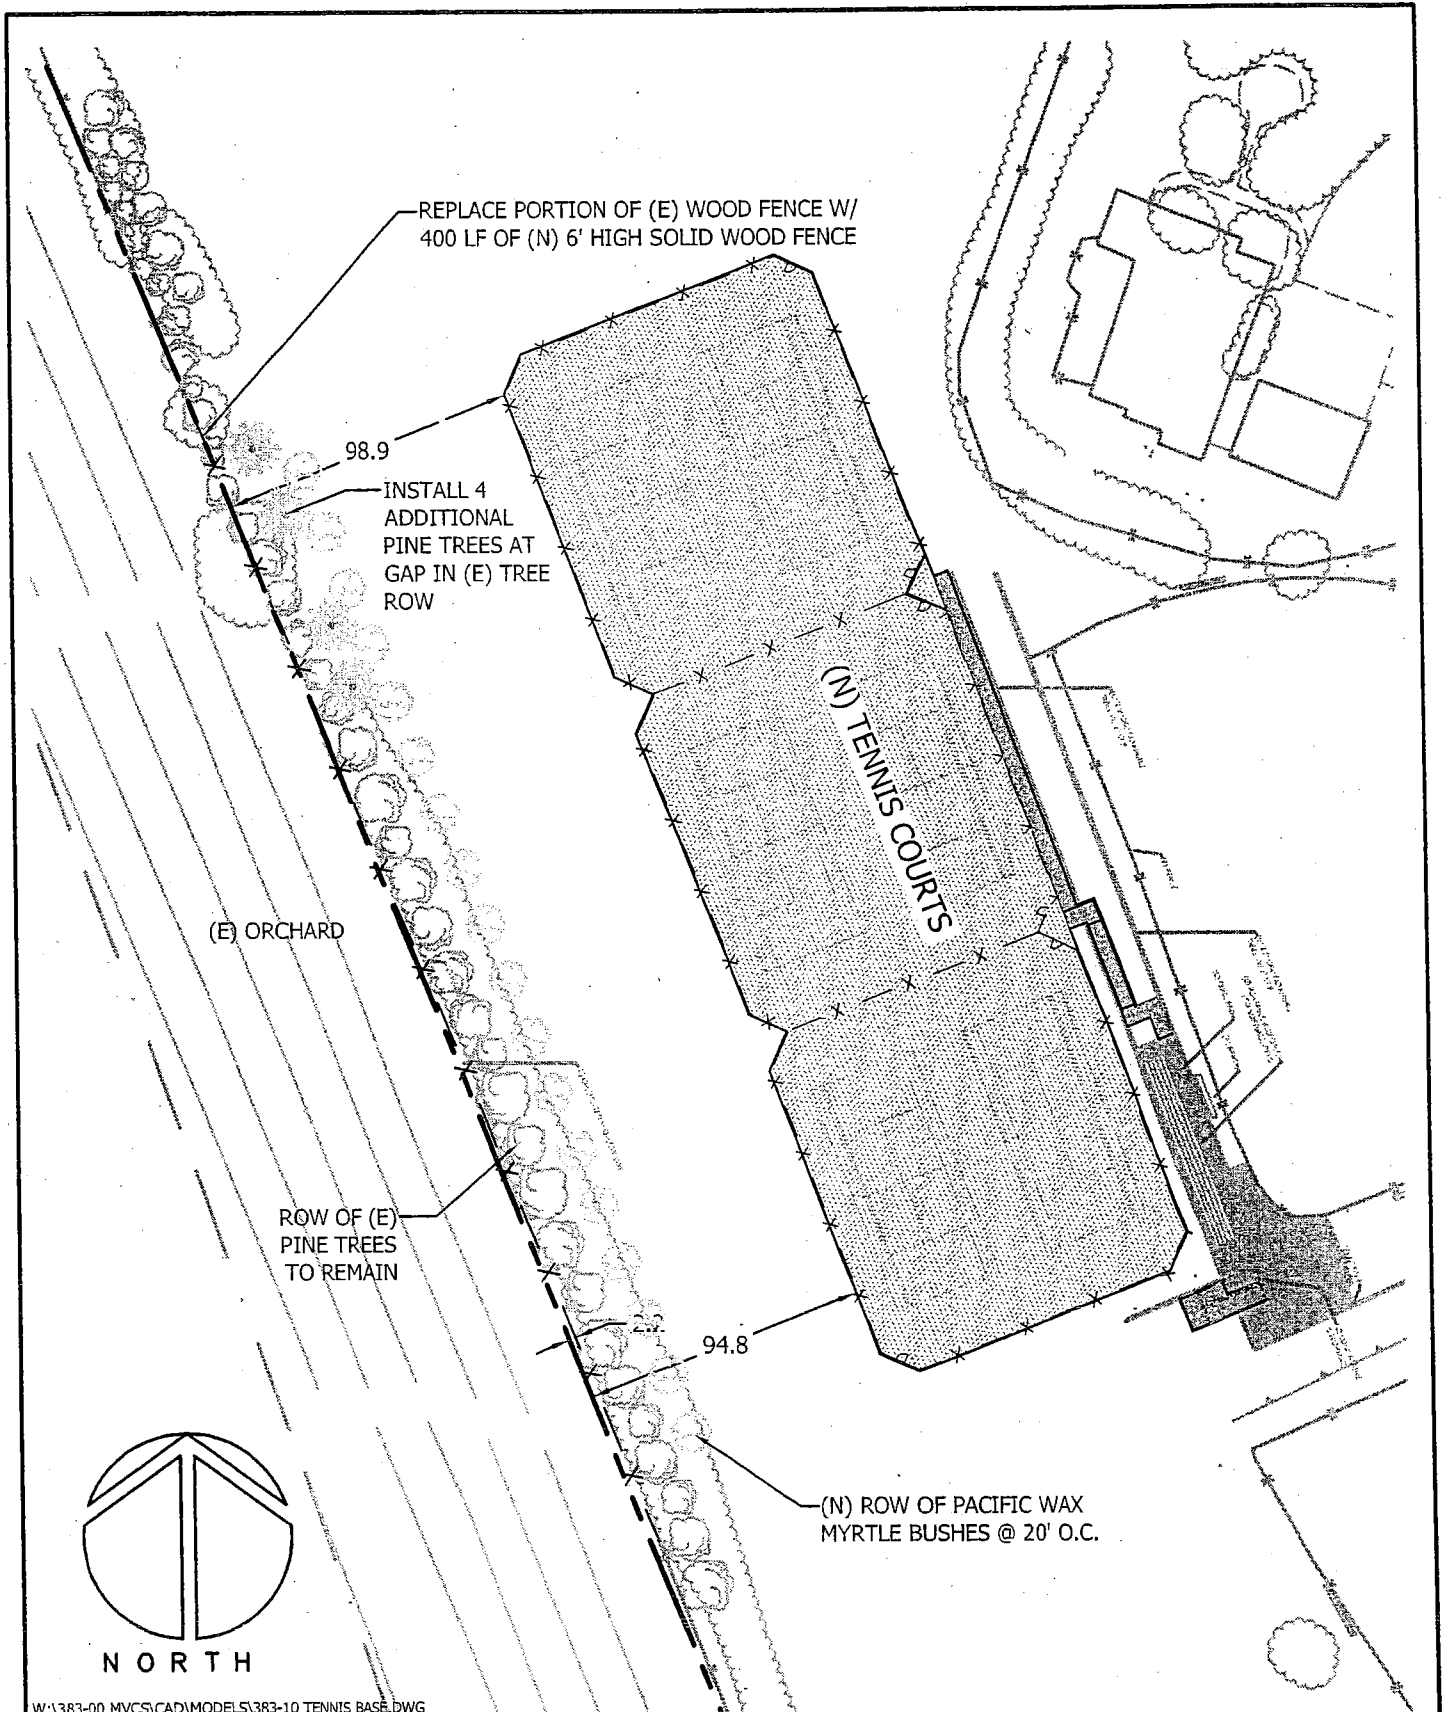 REPLACE PORTION OF (E) WOOD FENCE W/
400 LF OF (N) 6' HIGH SOLID WOOD FENCE
98.9
INSTALL 4
ADDITIONAL
PINE TREES AT
GAP IN (E) TREE
ROW
(N) TENNIS COURTS
(E) ORCHARD
ROW OF (E)
PINE TREES
TO REMAIN
94.8
(N) ROW OF PACIFIC WAX
MYRTLE BUSHES @ 20' O.C.
NORTH
W:\383-00 MVCS\CAD\MODELS\383-10 TENNIS BASE.DWG